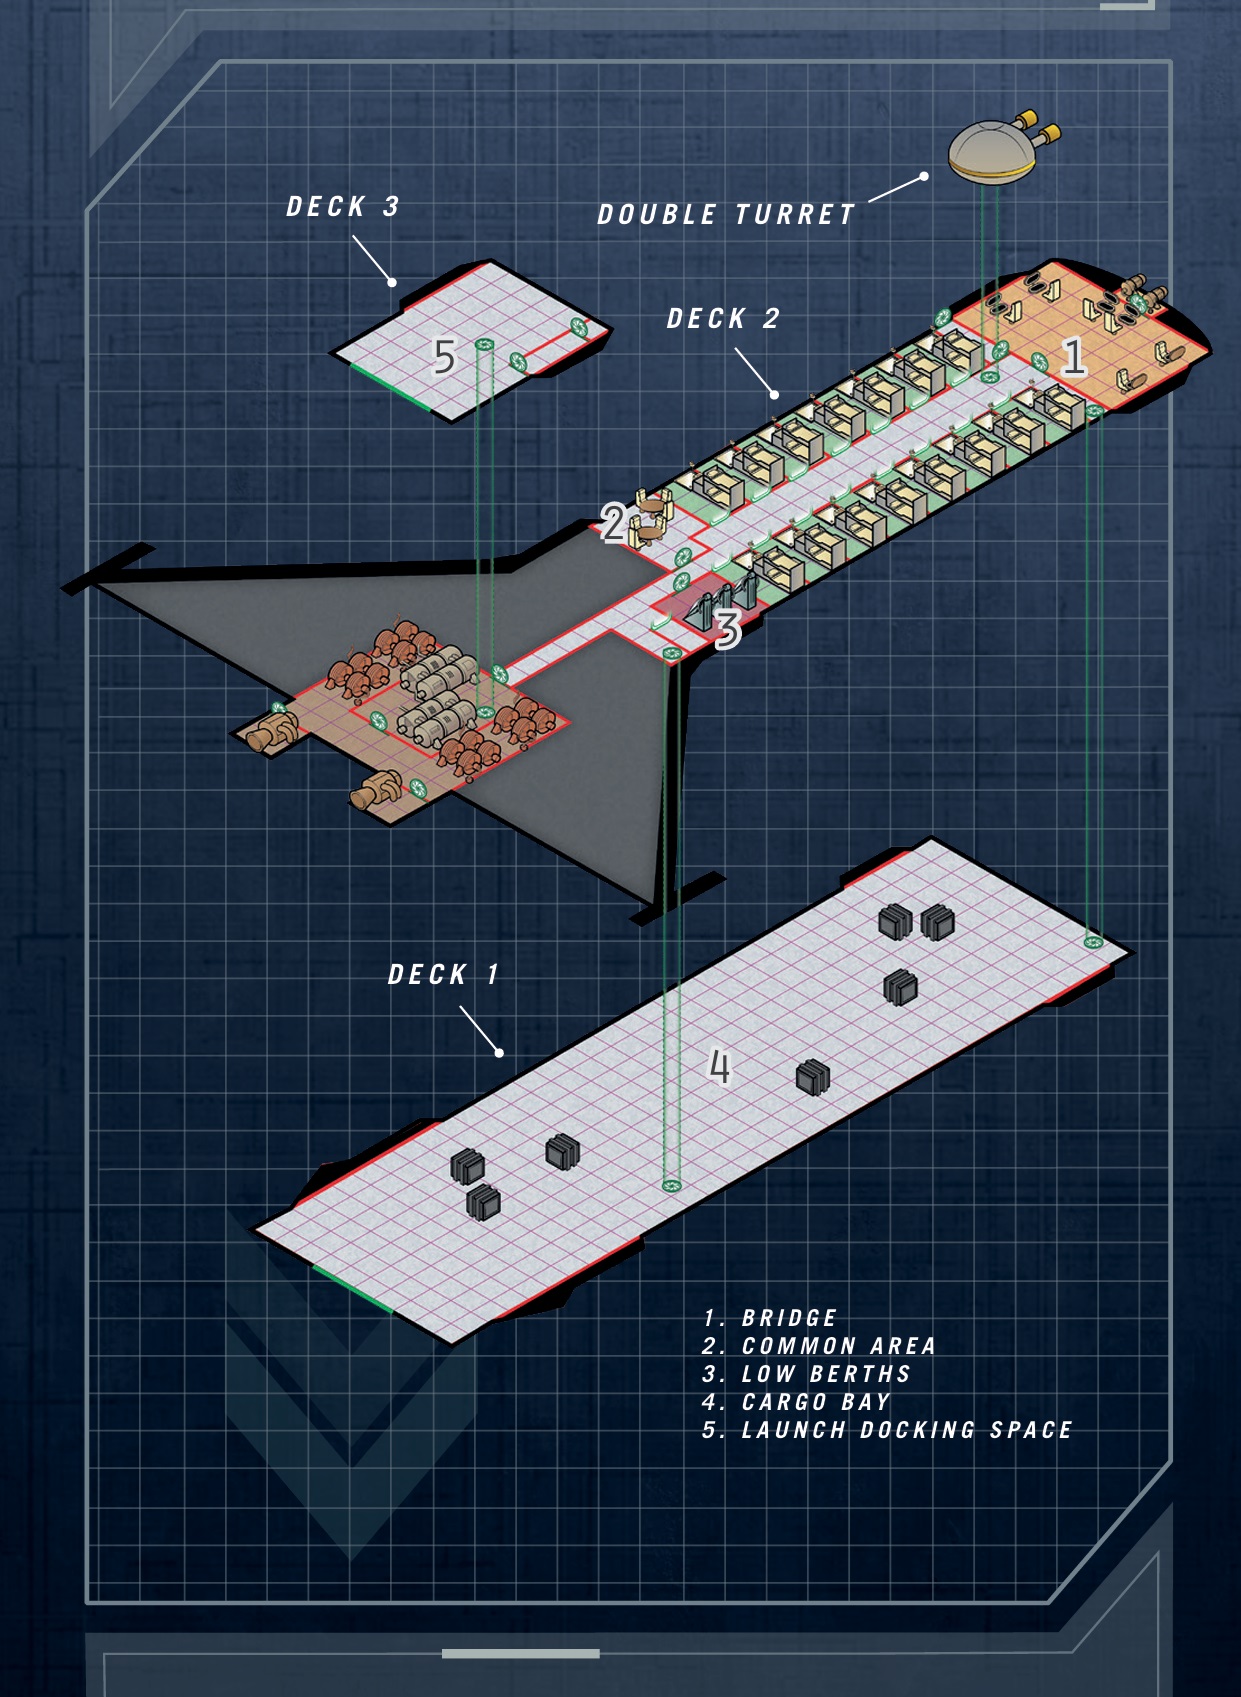 DECK 3
DOUBLE TURRET
DECK 2
5
1
2
3
DECK 1
4
1. BRIDGE
2. COMMON AREA
3. LOW BERTHS
4. CARGO BAY
5. LAUNCH DOCKING SPACE